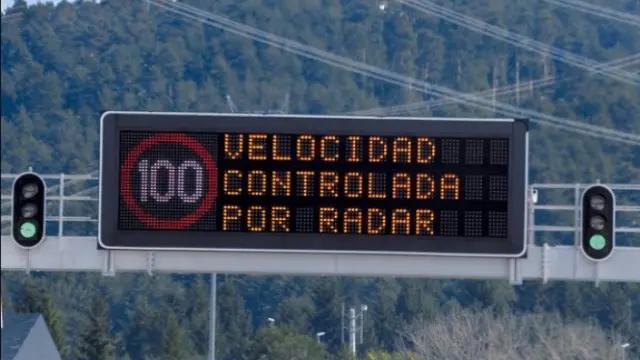 100
VELOCIDAD
CONTROLADA
POR RADAR